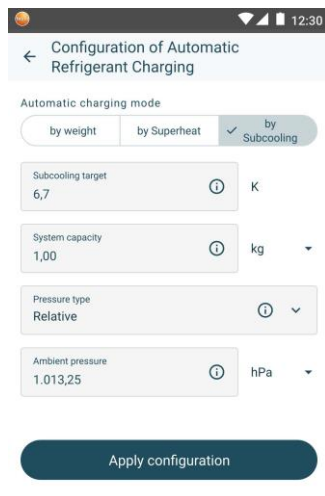 12:30
Configuration of Automatic
Refrigerant Charging
Automatic charging mode
by weight
by Superheat
by
Subcooling
Subcooling target
6,7
K
System capacity
1,00
kg
Pressure type
Relative
Ambient pressure
1.013,25
hPa
Apply configuration